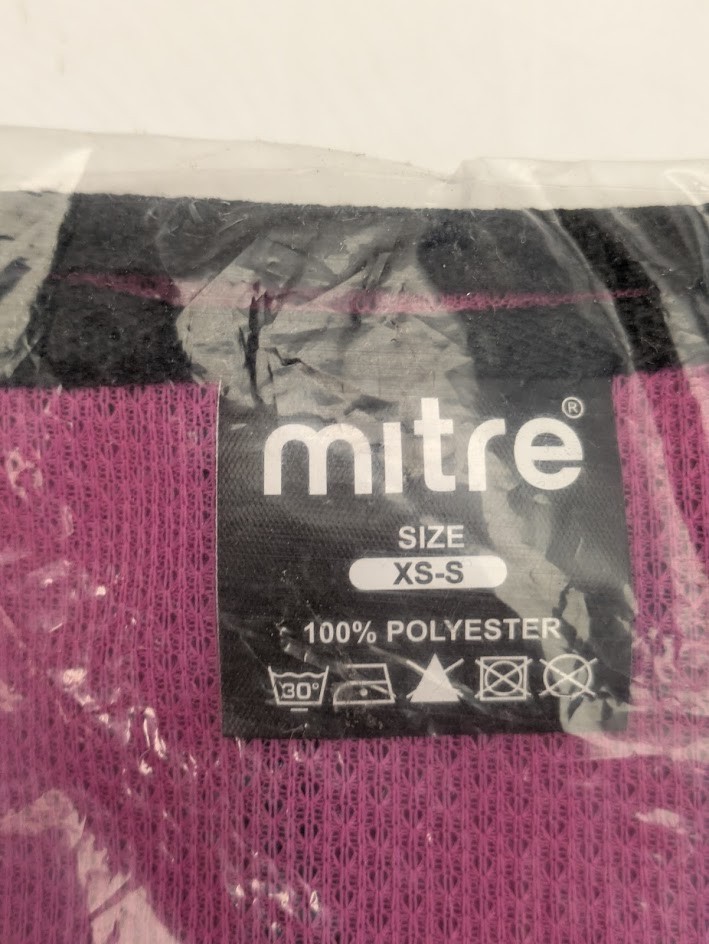 mitre®
SIZE
XS-S
100% POLYESTER
30°